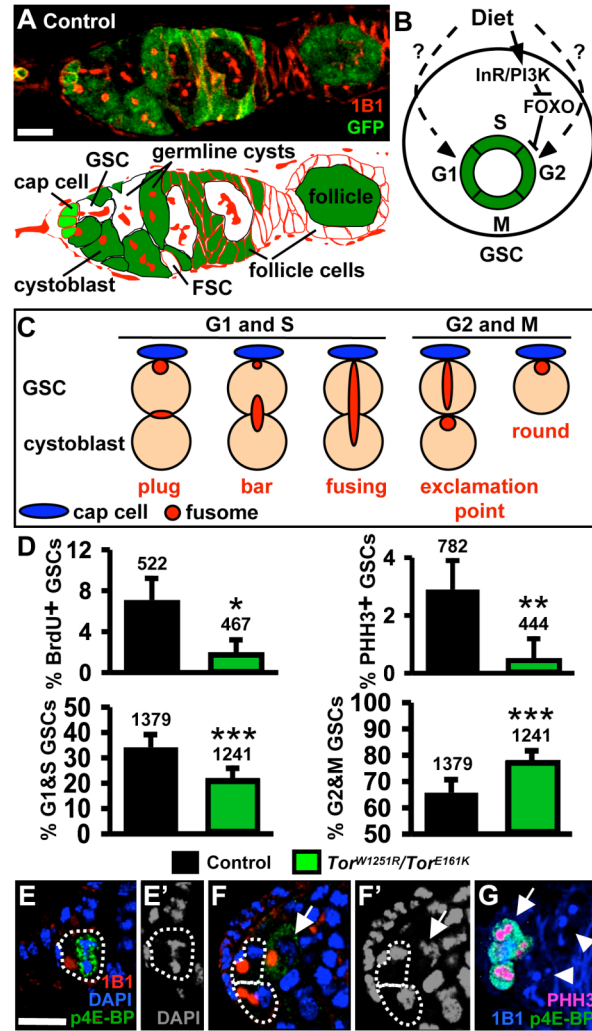 A Control
1B1
GFP
GSC
germline cysts
cap cell
follicle
cystoblast
FSC
follicle cells
B
Diet
? ?
InR/PI3K
FOXO
S
G1 G2
M
GSC
C
G1 and S G2 and M
GSC
cystoblast
plug bar fusing exclamation point round
cap cell fusome
D
% BrdU+ GSCs
12
8
4
0
522
*
467
% PHH3+ GSCs
4
2
0
782
**
444
% G1&S GSCs
50
40
30
20
10
0
1379
***
1241
% G2&M GSCs
100
90
80
70
60
50
1379
***
1241
Control TorW1251R/TorE161K
E
1B1
DAPI
p4E-BP
E'
DAPI
F
F'
G
PHH3
1B1 p4E-BP